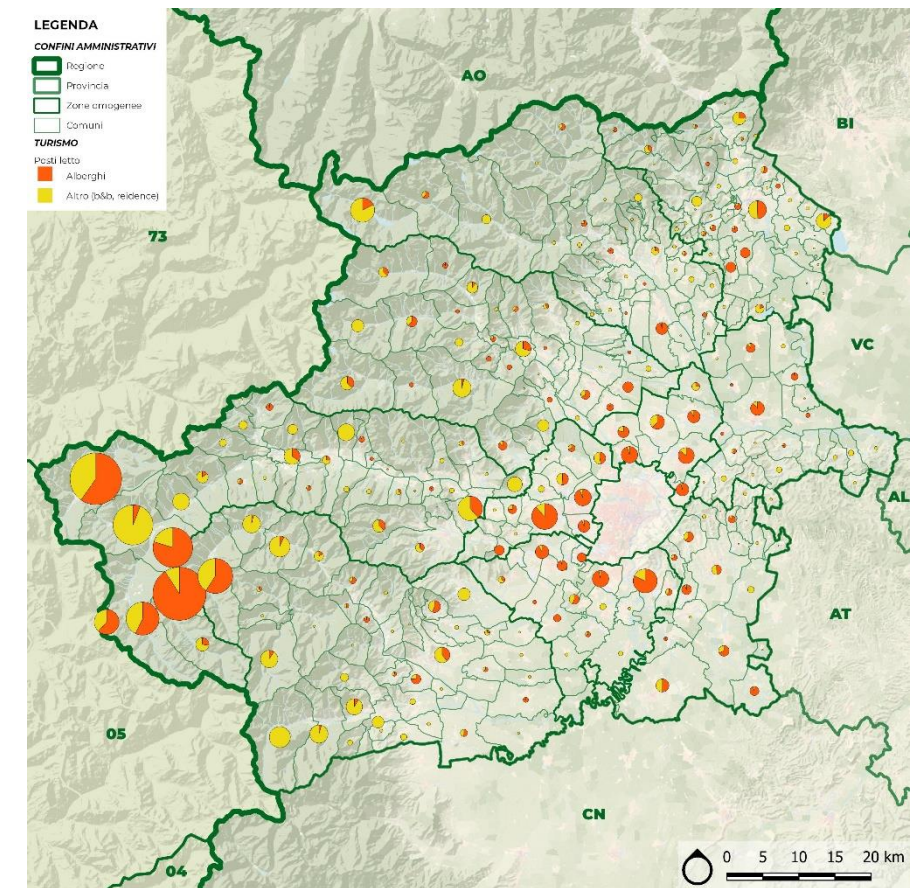 LEGENDA
CONFINI AMMINISTRATIVI
Regione
Provincia
Zone omogenee
Comuni
TURISMO
Posti letto
Alberghi
Altro (b&b, reidence)
AO
BI
73
VC
AL
AT
05
CN
04
0 5 10 15 20 km